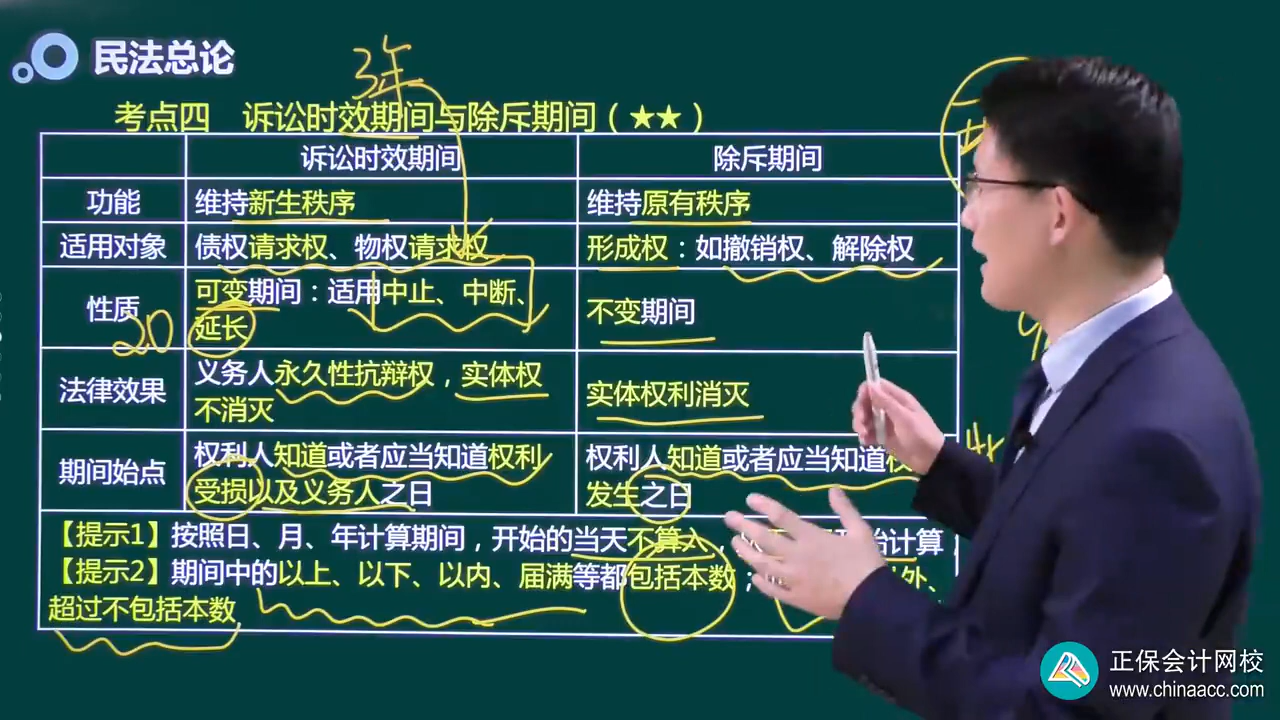 民法总论
3年
考点四 诉讼时效期间与除斥期间（★★）
诉讼时效期间 除斥期间
功能 维持新生秩序 维持原有秩序
适用对象 债权请求权、物权请求权 形成权：如撤销权、解除权
性质 可变期间：适用中止、中断、
延长 不变期间
20
法律效果 义务人永久性抗辩权，实体权
不消灭 实体权利消灭
期间始点 权利人知道或者应当知道权利
受损以及义务人之日 权利人知道或者应当知道
发生之日
【提示1】按照日、月、年计算期间，开始的当天不算入， 计算，
【提示2】期间中的以上、以下、以内、届满等都包括本数； 外、
超过不包括本数
正保会计网校
www.chinaacc.com